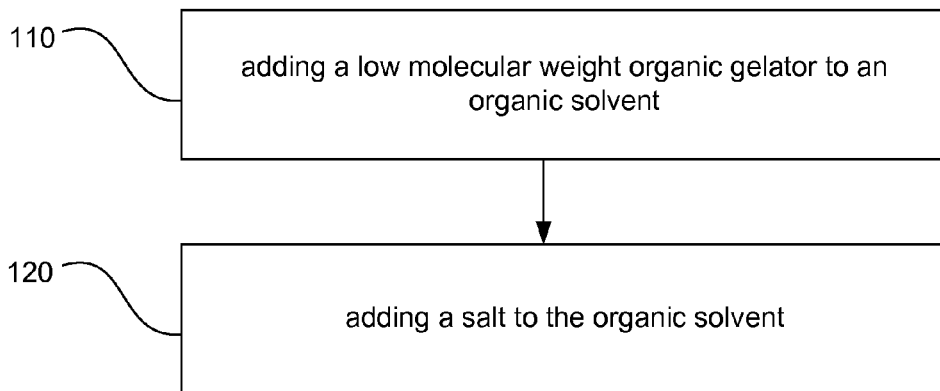 110
adding a low molecular weight organic gelator to an
organic solvent
120
adding a salt to the organic solvent